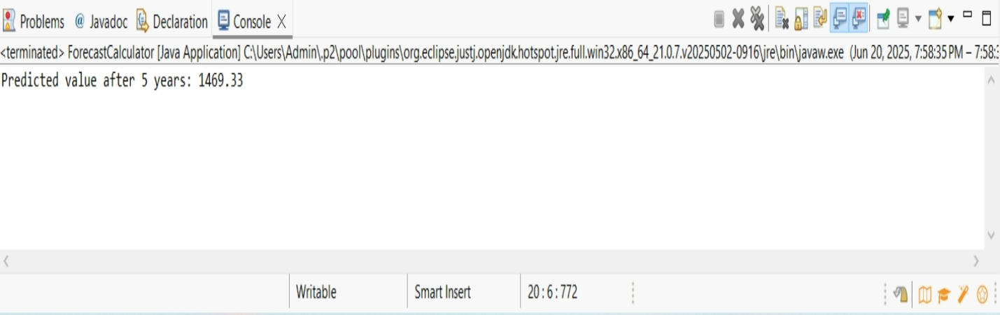 Problems @ Javadoc Declaration Console
<terminated> ForecastCalculator [Java Application] C:\Users\Admin\.p2\pool\plugins\org.eclipse.justj.openjdk.hotspot.jre.full.win32.x86_64_21.0.7.v20250502-0916\jre\bin\javaw.exe (Jun 20, 2025, 7:58:35 PM – 7:58:
Predicted value after 5 years: 1469.33
Writable Smart Insert 20 : 6 : 772